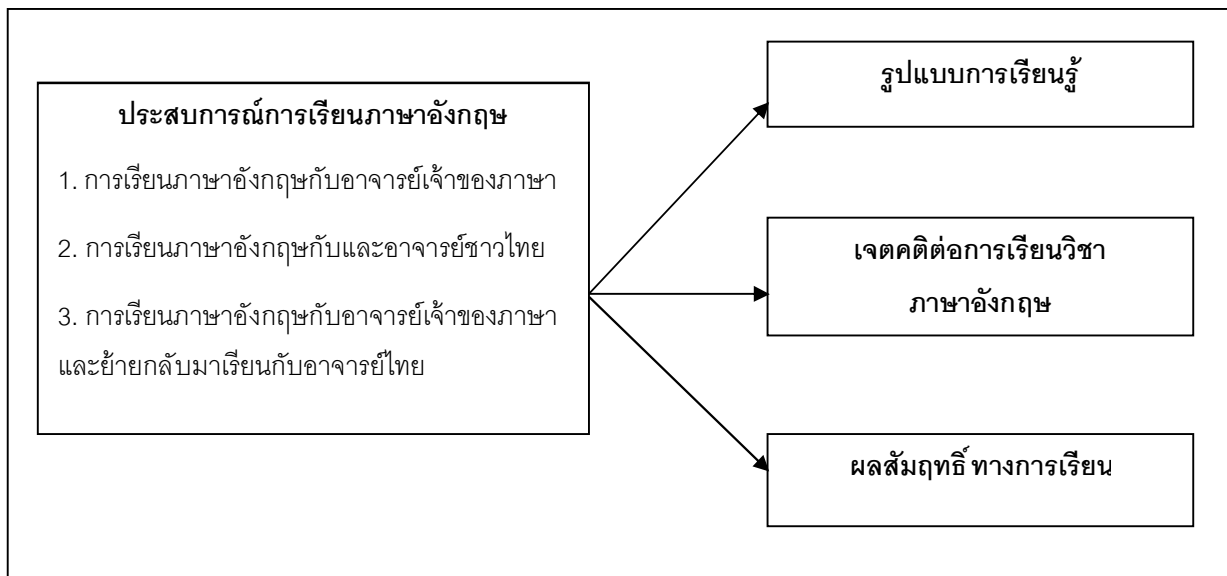 ประสบการณ์การเรียนภาษาอังกฤษ
1. การเรียนภาษาอังกฤษกับอาจารย์เจ้าของภาษา
2. การเรียนภาษาอังกฤษกับและอาจารย์ชาวไทย
3. การเรียนภาษาอังกฤษกับอาจารย์เจ้าของภาษา
และย้ายกลับมาเรียนกับอาจารย์ไทย
รูปแบบการเรียนรู้
เจตคติต่อการเรียนวิชา
ภาษาอังกฤษ
ผลสัมฤทธิ์ทางการเรียน